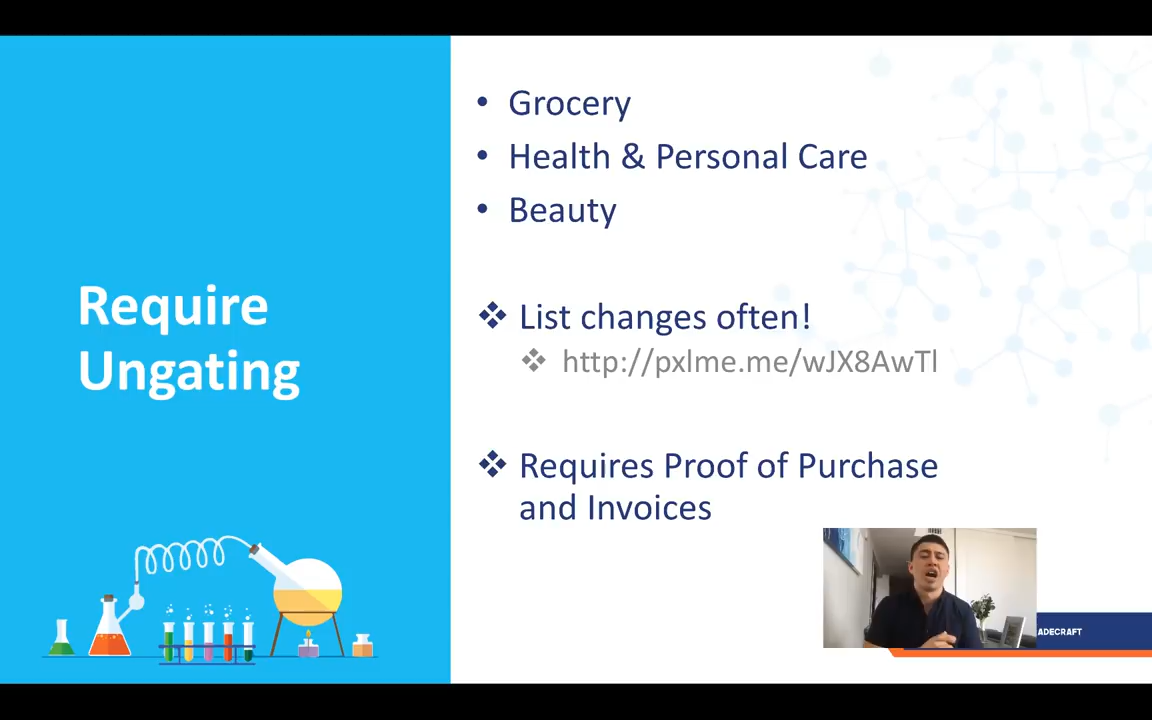 Require
Ungating
• Grocery
• Health & Personal Care
• Beauty
❖ List changes often!
❖ http://pxlme.me/wJX8AwTl
❖ Requires Proof of Purchase
and Invoices
ADECRAFT